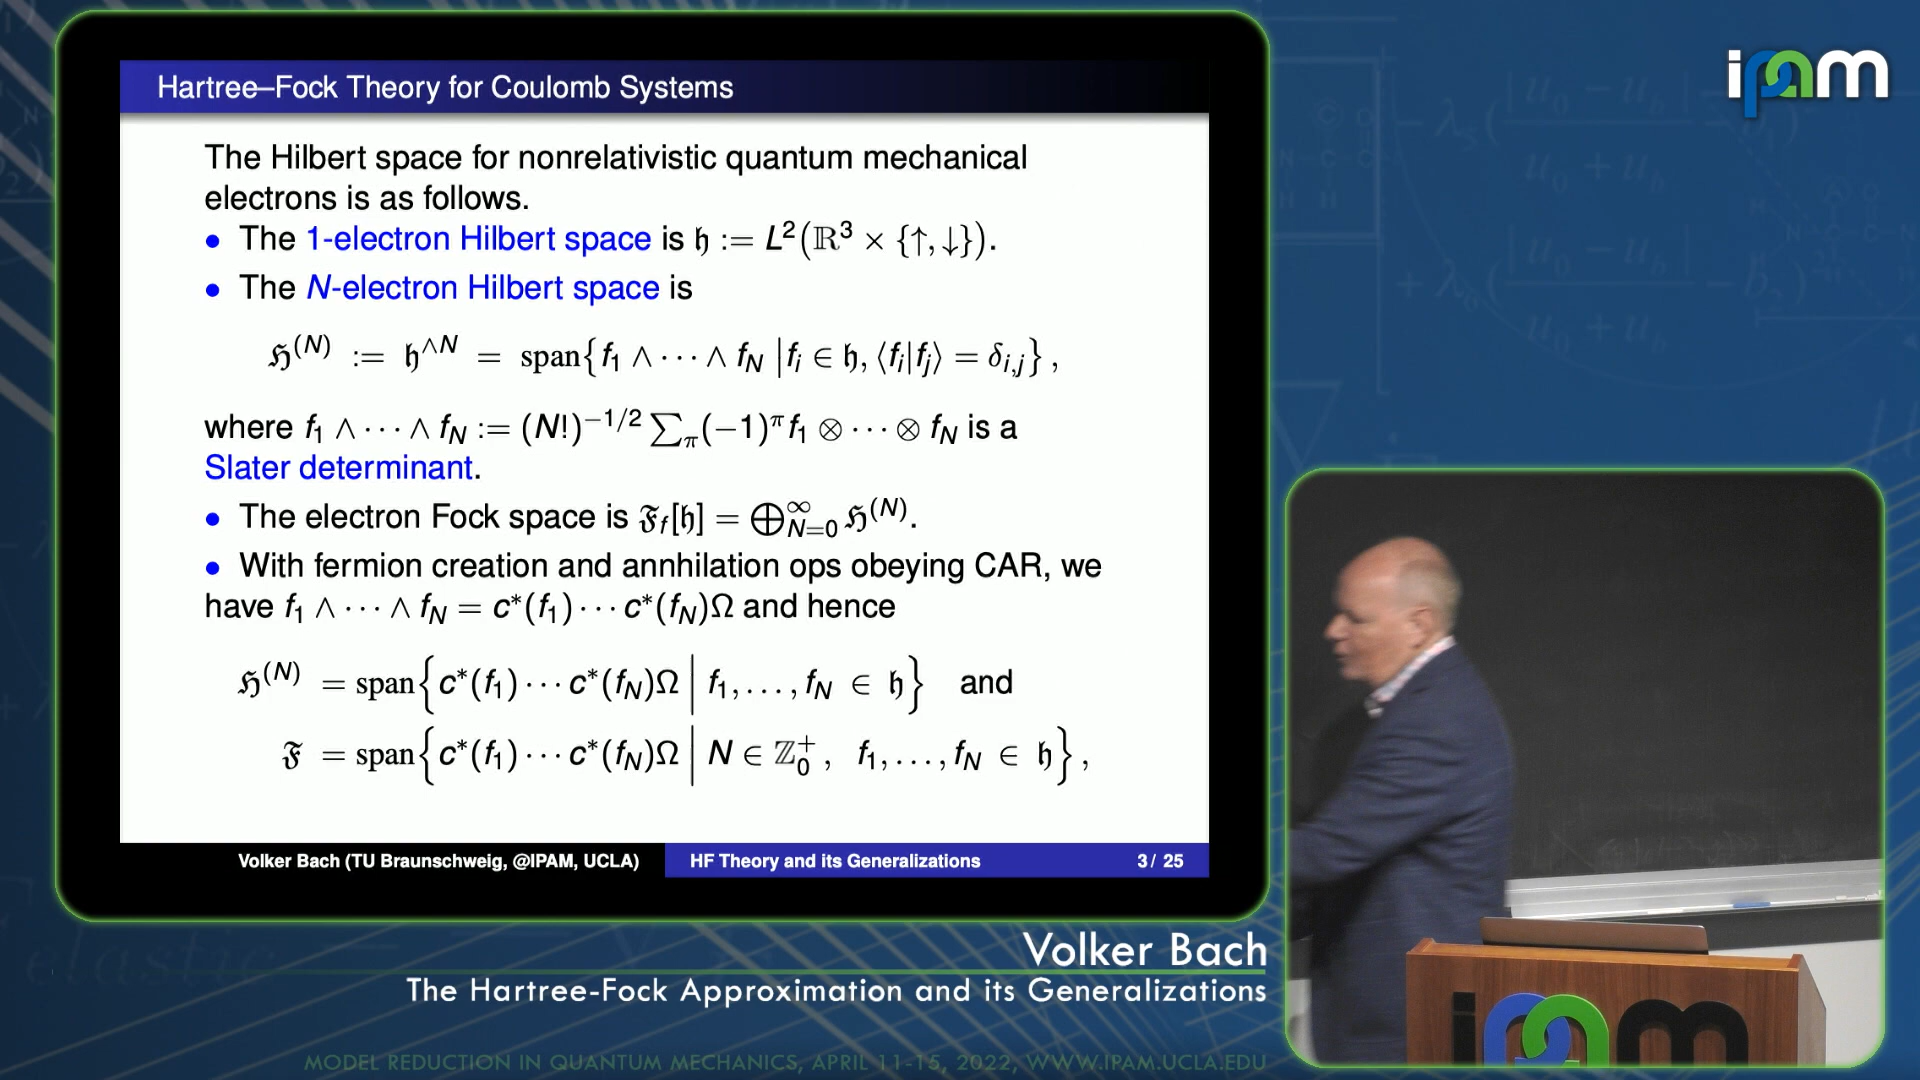 ipam
Hartree–Fock Theory for Coulomb Systems
The Hilbert space for nonrelativistic quantum mechanical
electrons is as follows.
• The 1-electron Hilbert space is 𝔥 := L²(ℝ³ × {↑,↓}).
• The N-electron Hilbert space is
ℌ^(N) := 𝔥^∧N = span{f₁ ∧ ··· ∧ f_N | f_i ∈ 𝔥, ⟨f_i|f_j⟩ = δ_i,j} ,
where f₁ ∧ ··· ∧ f_N := (N!)^−1/2 ∑_π(−1)^π f₁ ⊗ ··· ⊗ f_N is a
Slater determinant.
• The electron Fock space is 𝔉_f[𝔥] = ⊕_N=0^∞ ℌ^(N).
• With fermion creation and annhilation ops obeying CAR, we
have f₁ ∧ ··· ∧ f_N = c*(f₁) ··· c*(f_N)Ω and hence
ℌ^(N) = span{c*(f₁) ··· c*(f_N)Ω | f₁, . . . , f_N ∈ 𝔥} and
𝔉 = span{c*(f₁) ··· c*(f_N)Ω | N ∈ ℤ₀⁺ , f₁, . . . , f_N ∈ 𝔥} ,
Volker Bach (TU Braunschweig, @IPAM, UCLA) HF Theory and its Generalizations 3 / 25
Volker Bach
The Hartree-Fock Approximation and its Generalizations
MODEL REDUCTION IN QUANTUM MECHANICS, APRIL 11-15, 2022, WWW.IPAM.UCLA.EDU
ipam